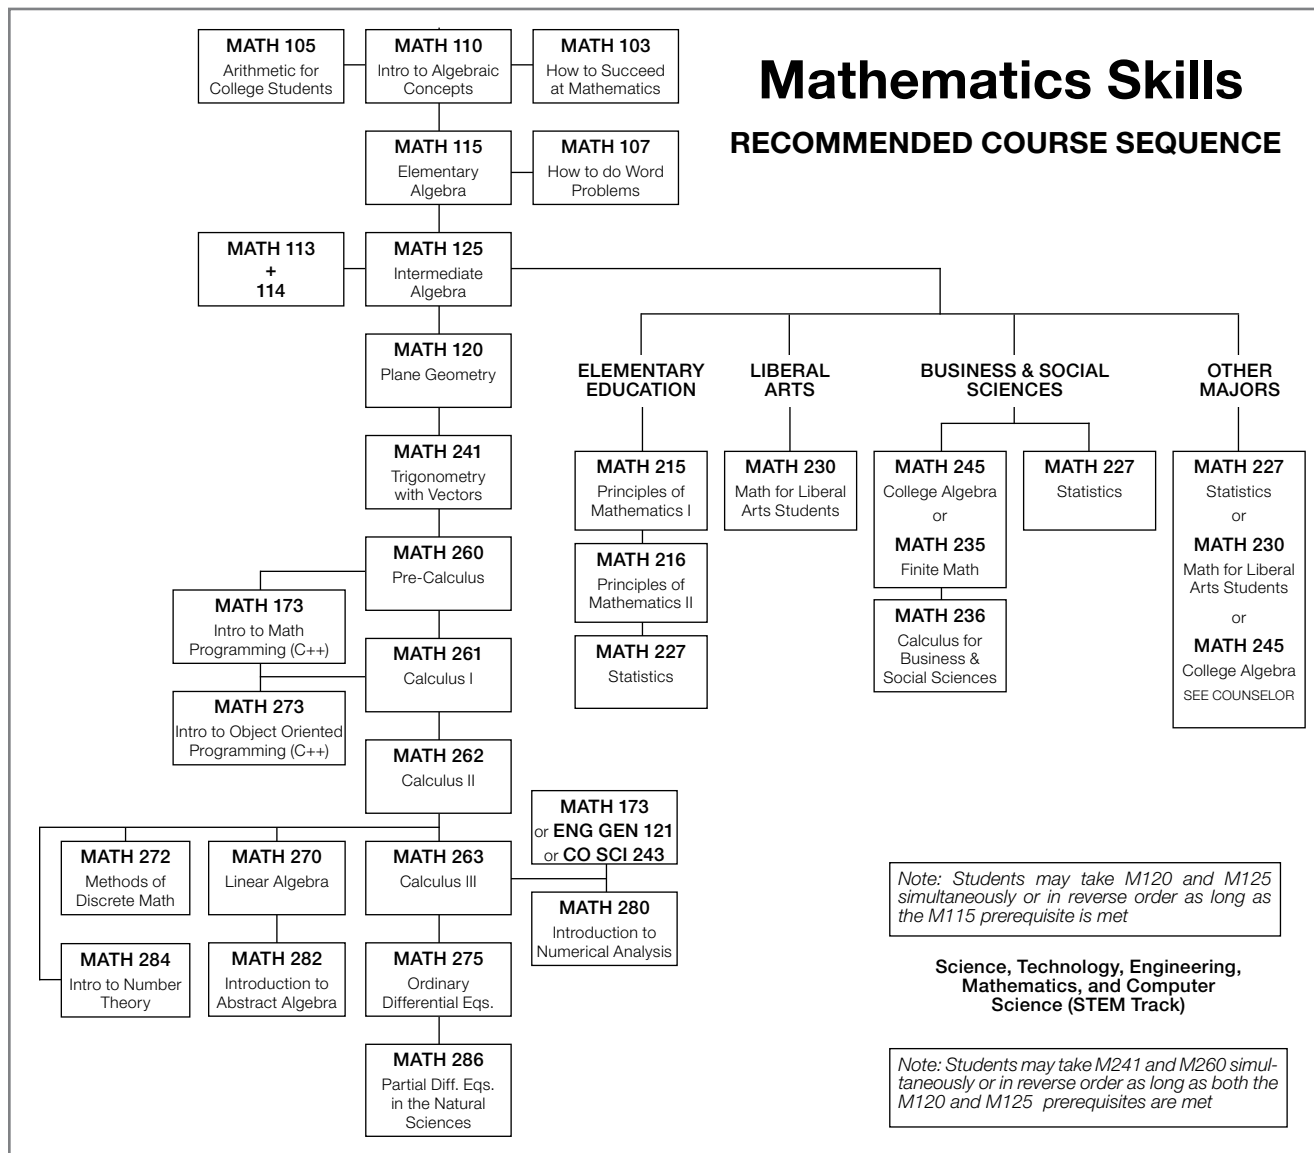 Mathematics Skills
RECOMMENDED COURSE SEQUENCE
MATH 105
Arithmetic for
College Students
MATH 110
Intro to Algebraic
Concepts
MATH 103
How to Succeed
at Mathematics
MATH 115
Elementary
Algebra
MATH 107
How to do Word
Problems
MATH 113
+
114
MATH 125
Intermediate
Algebra
MATH 120
Plane Geometry
MATH 241
Trigonometry
with Vectors
MATH 260
Pre-Calculus
MATH 173
Intro to Math
Programming (C++)
MATH 261
Calculus I
MATH 273
Intro to Object Oriented
Programming (C++)
MATH 262
Calculus II
MATH 173
or ENG GEN 121
or CO SCI 243
MATH 272
Methods of
Discrete Math
MATH 270
Linear Algebra
MATH 263
Calculus III
MATH 280
Introduction to
Numerical Analysis
MATH 284
Intro to Number
Theory
MATH 282
Introduction to
Abstract Algebra
MATH 275
Ordinary
Differential Eqs.
MATH 286
Partial Diff. Eqs.
in the Natural
Sciences
ELEMENTARY
EDUCATION
MATH 215
Principles of
Mathematics I
MATH 216
Principles of
Mathematics II
MATH 227
Statistics
LIBERAL
ARTS
MATH 230
Math for Liberal
Arts Students
BUSINESS & SOCIAL
SCIENCES
MATH 245
College Algebra
or
MATH 235
Finite Math
MATH 236
Calculus for
Business &
Social Sciences
MATH 227
Statistics
OTHER
MAJORS
MATH 227
Statistics
or
MATH 230
Math for Liberal
Arts Students
or
MATH 245
College Algebra
SEE COUNSELOR
Note: Students may take M120 and M125
simultaneously or in reverse order as long as
the M115 prerequisite is met
Science, Technology, Engineering,
Mathematics, and Computer
Science (STEM Track)
Note: Students may take M241 and M260 simul-
taneously or in reverse order as long as both the
M120 and M125 prerequisites are met